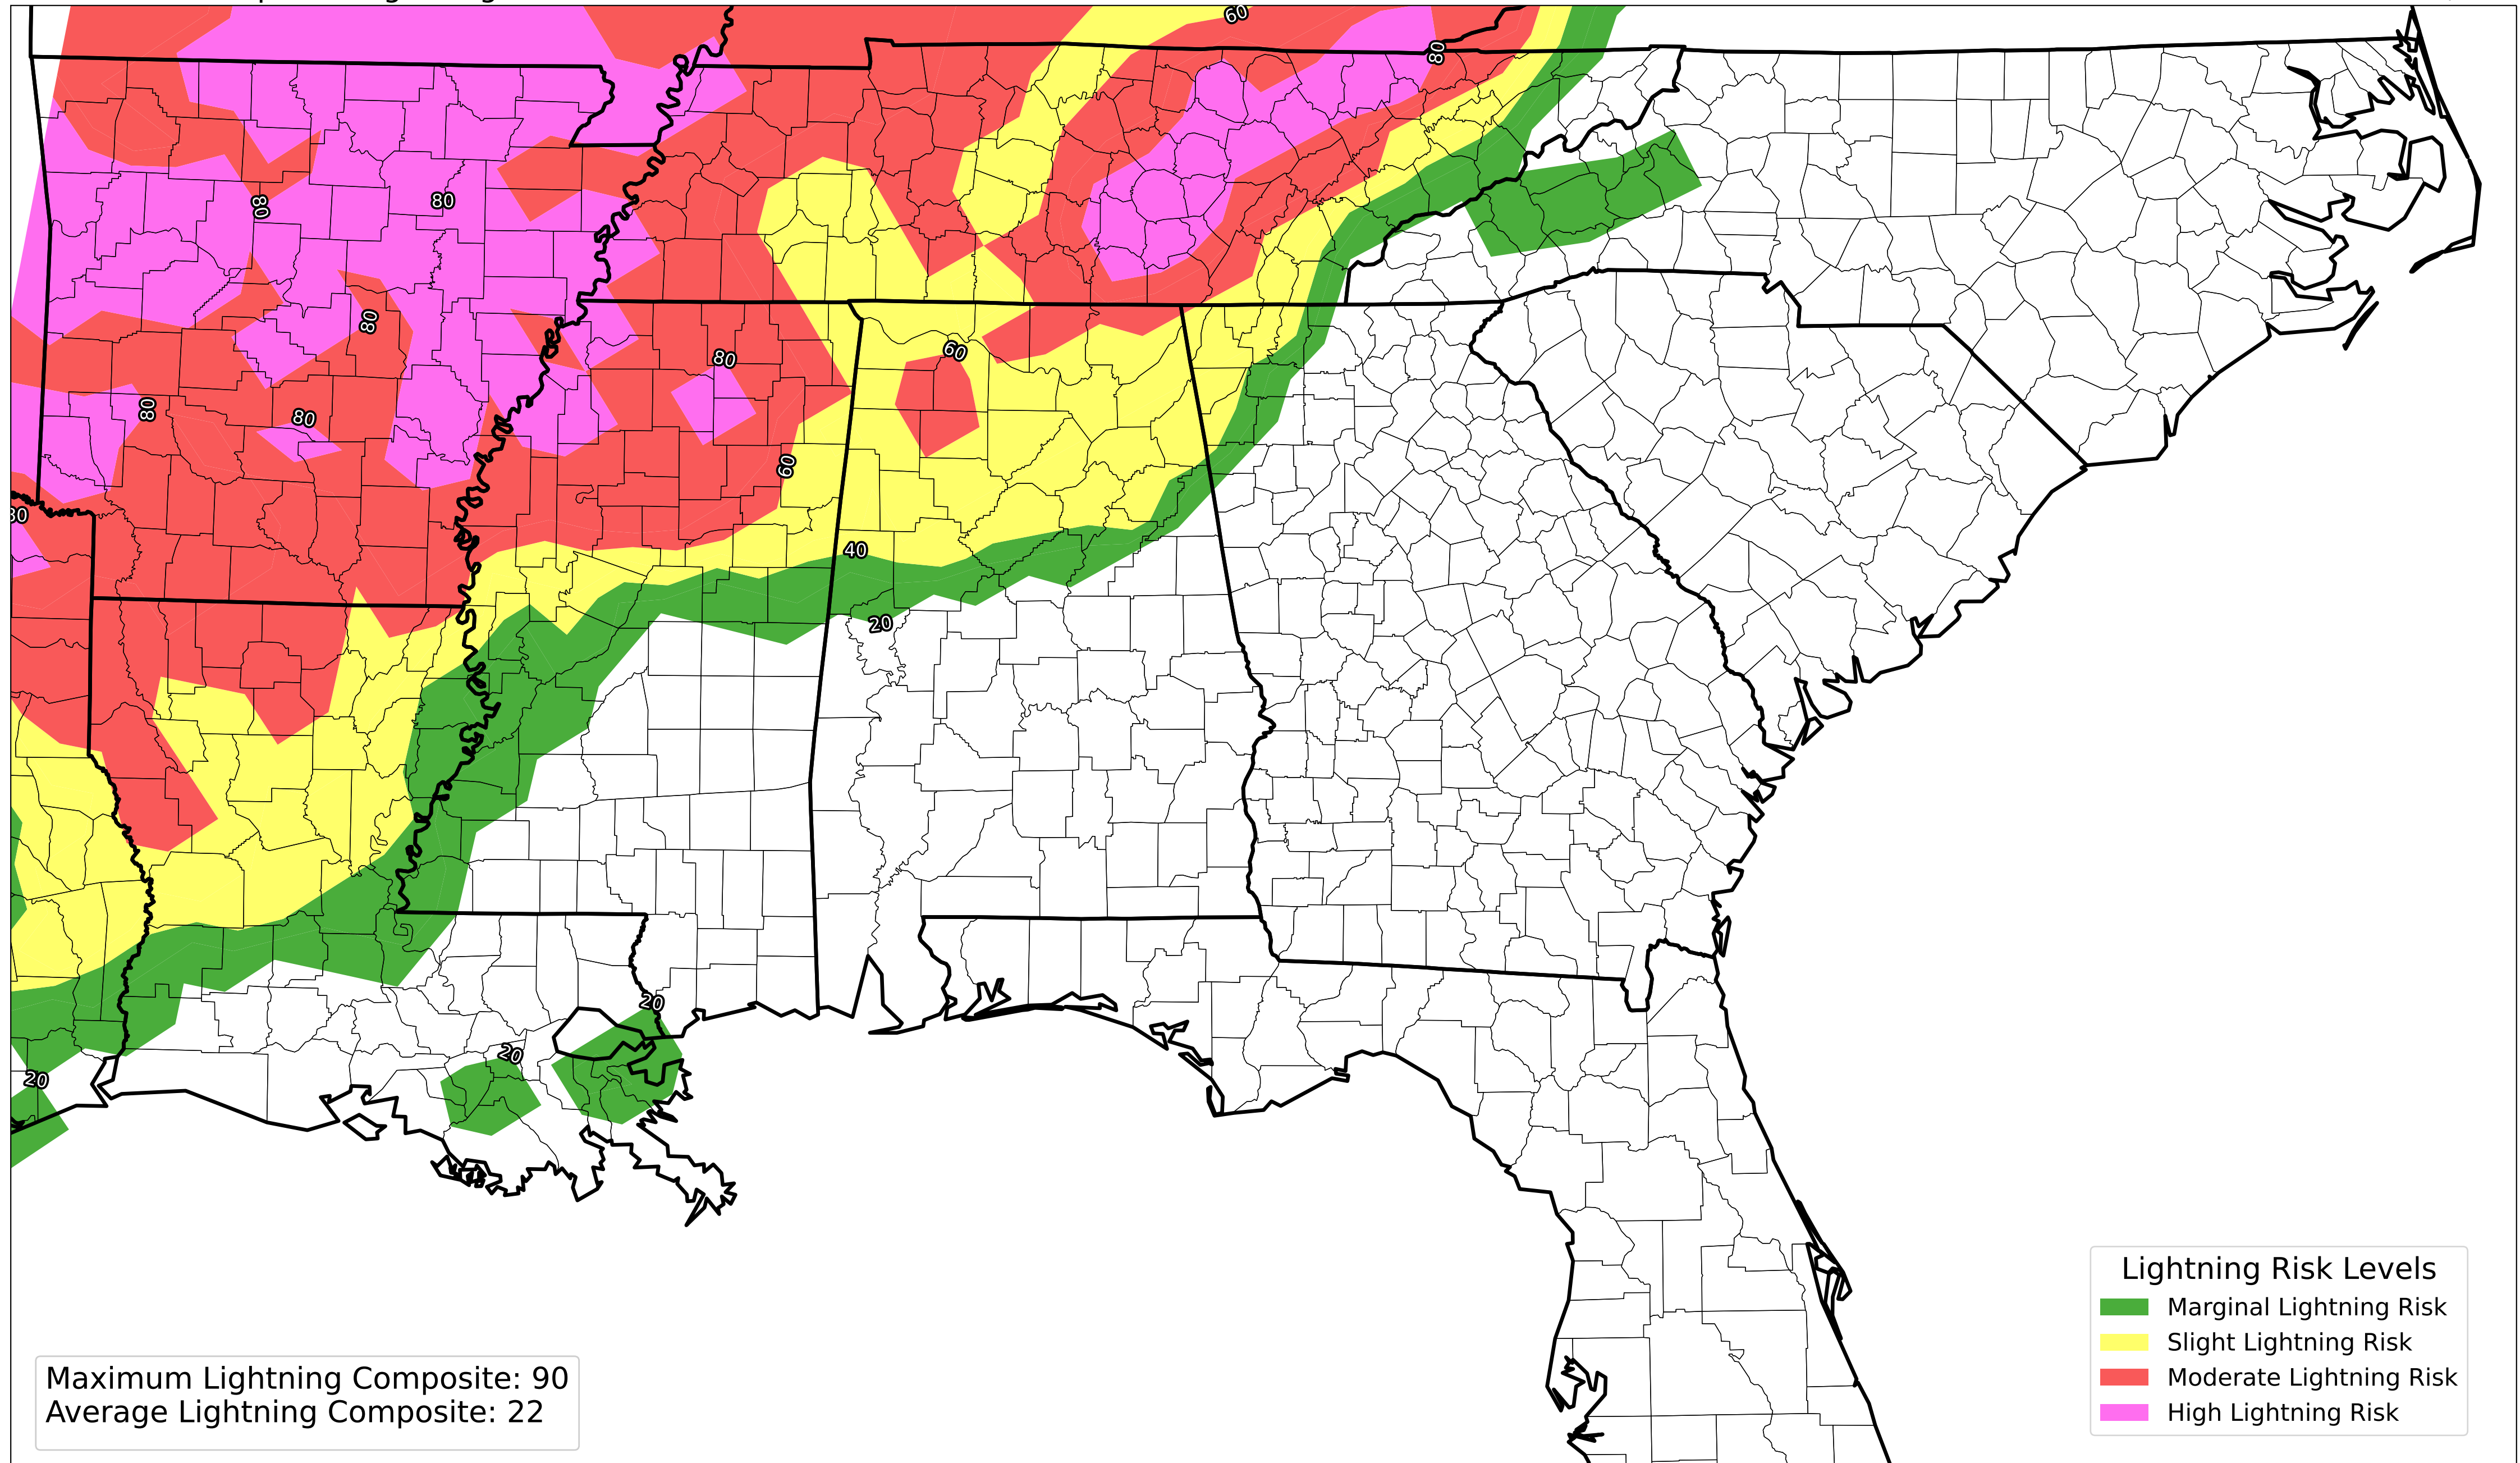 60
80
80
80
80
80
60
80
80
60
80
40
20
20
20
20
Lightning Risk Levels
Marginal Lightning Risk
Slight Lightning Risk
Moderate Lightning Risk
High Lightning Risk
Maximum Lightning Composite: 90
Average Lightning Composite: 22